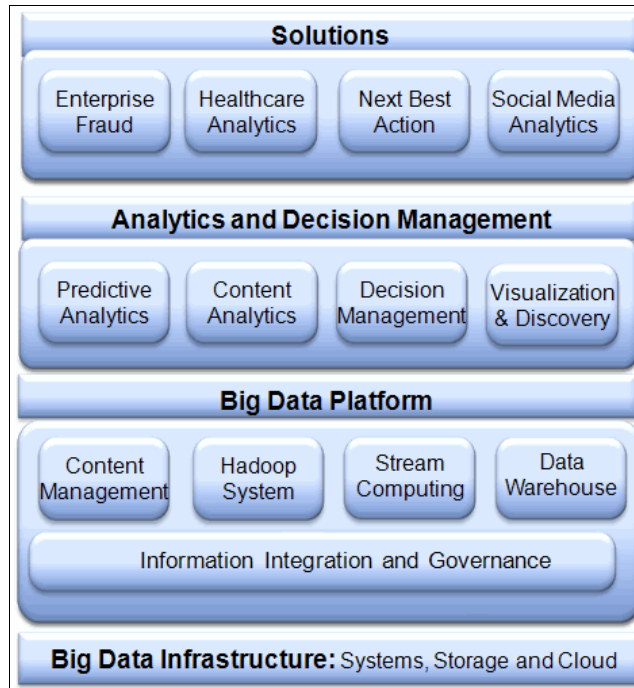 Solutions
Enterprise
Fraud
Healthcare
Analytics
Next Best
Action
Social Media
Analytics
Analytics and Decision Management
Predictive
Analytics
Content
Analytics
Decision
Management
Visualization
& Discovery
Big Data Platform
Content
Management
Hadoop
System
Stream
Computing
Data
Warehouse
Information Integration and Governance
Big Data Infrastructure: Systems, Storage and Cloud